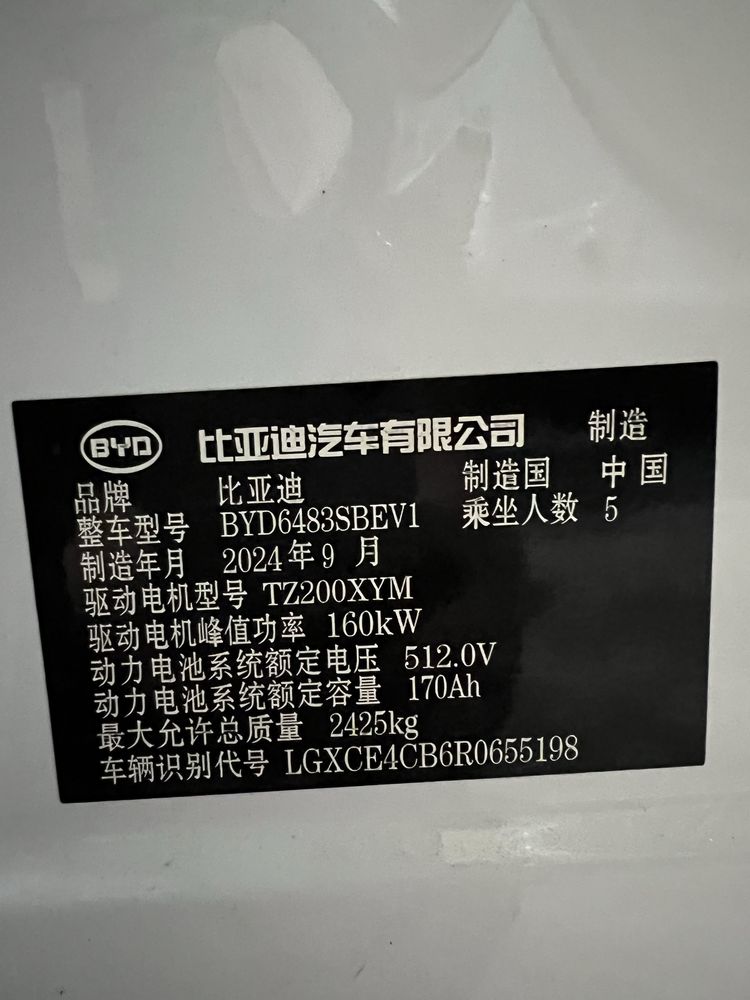 BYD 比亚迪汽车有限公司 制造
品牌 比亚迪 制造国 中国
整车型号 BYD6483SBEV1 乘坐人数 5
制造年月 2024年9月
驱动电机型号 TZ200XYM
驱动电机峰值功率 160kW
动力电池系统额定电压 512.0V
动力电池系统额定容量 170Ah
最大允许总质量 2425kg
车辆识别代号 LGXCE4CB6R0655198